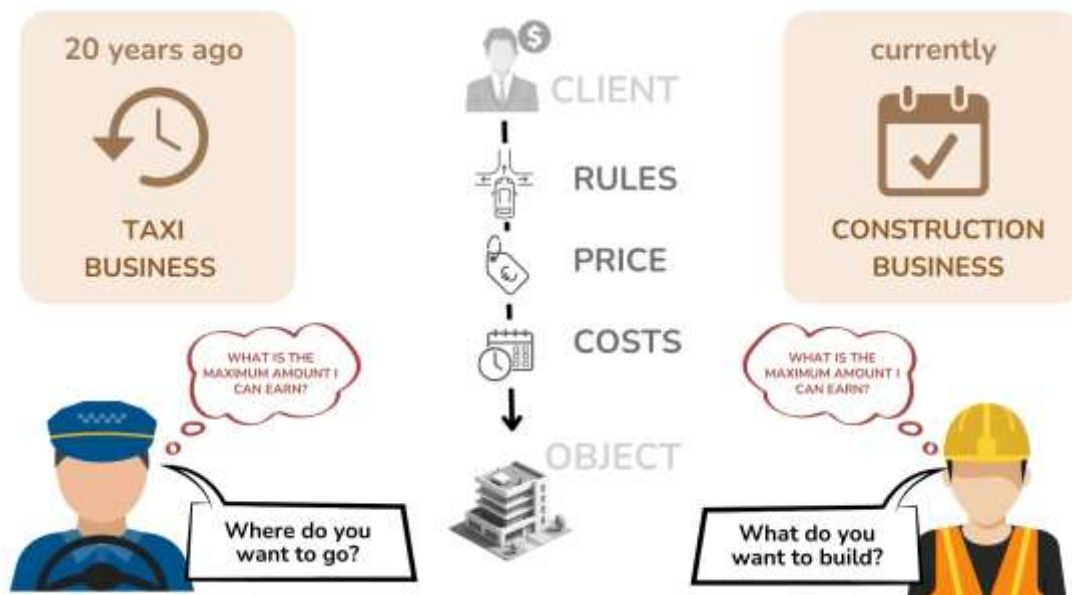 20 years ago
TAXI
BUSINESS
$
CLIENT
RULES
PRICE
COSTS
OBJECT
currently
CONSTRUCTION
BUSINESS
WHAT IS THE
MAXIMUM AMOUNT I
CAN EARN?
Where do you
want to go?
WHAT IS THE
MAXIMUM AMOUNT I
CAN EARN?
What do you
want to build?